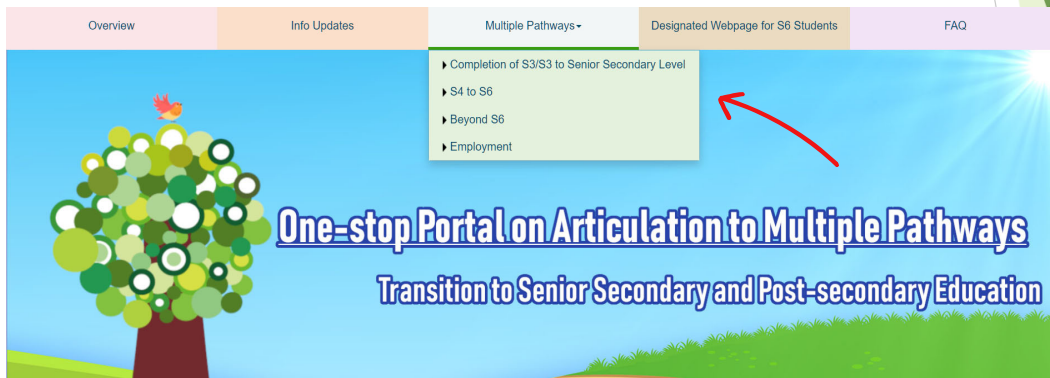 Overview
Info Updates
Multiple Pathways
Designated Webpage for S6 Students
FAQ
Completion of S3/S3 to Senior Secondary Level
S4 to S6
Beyond S6
Employment
One-stop Portal on Articulation to Multiple Pathways
Transition to Senior Secondary and Post-secondary Education